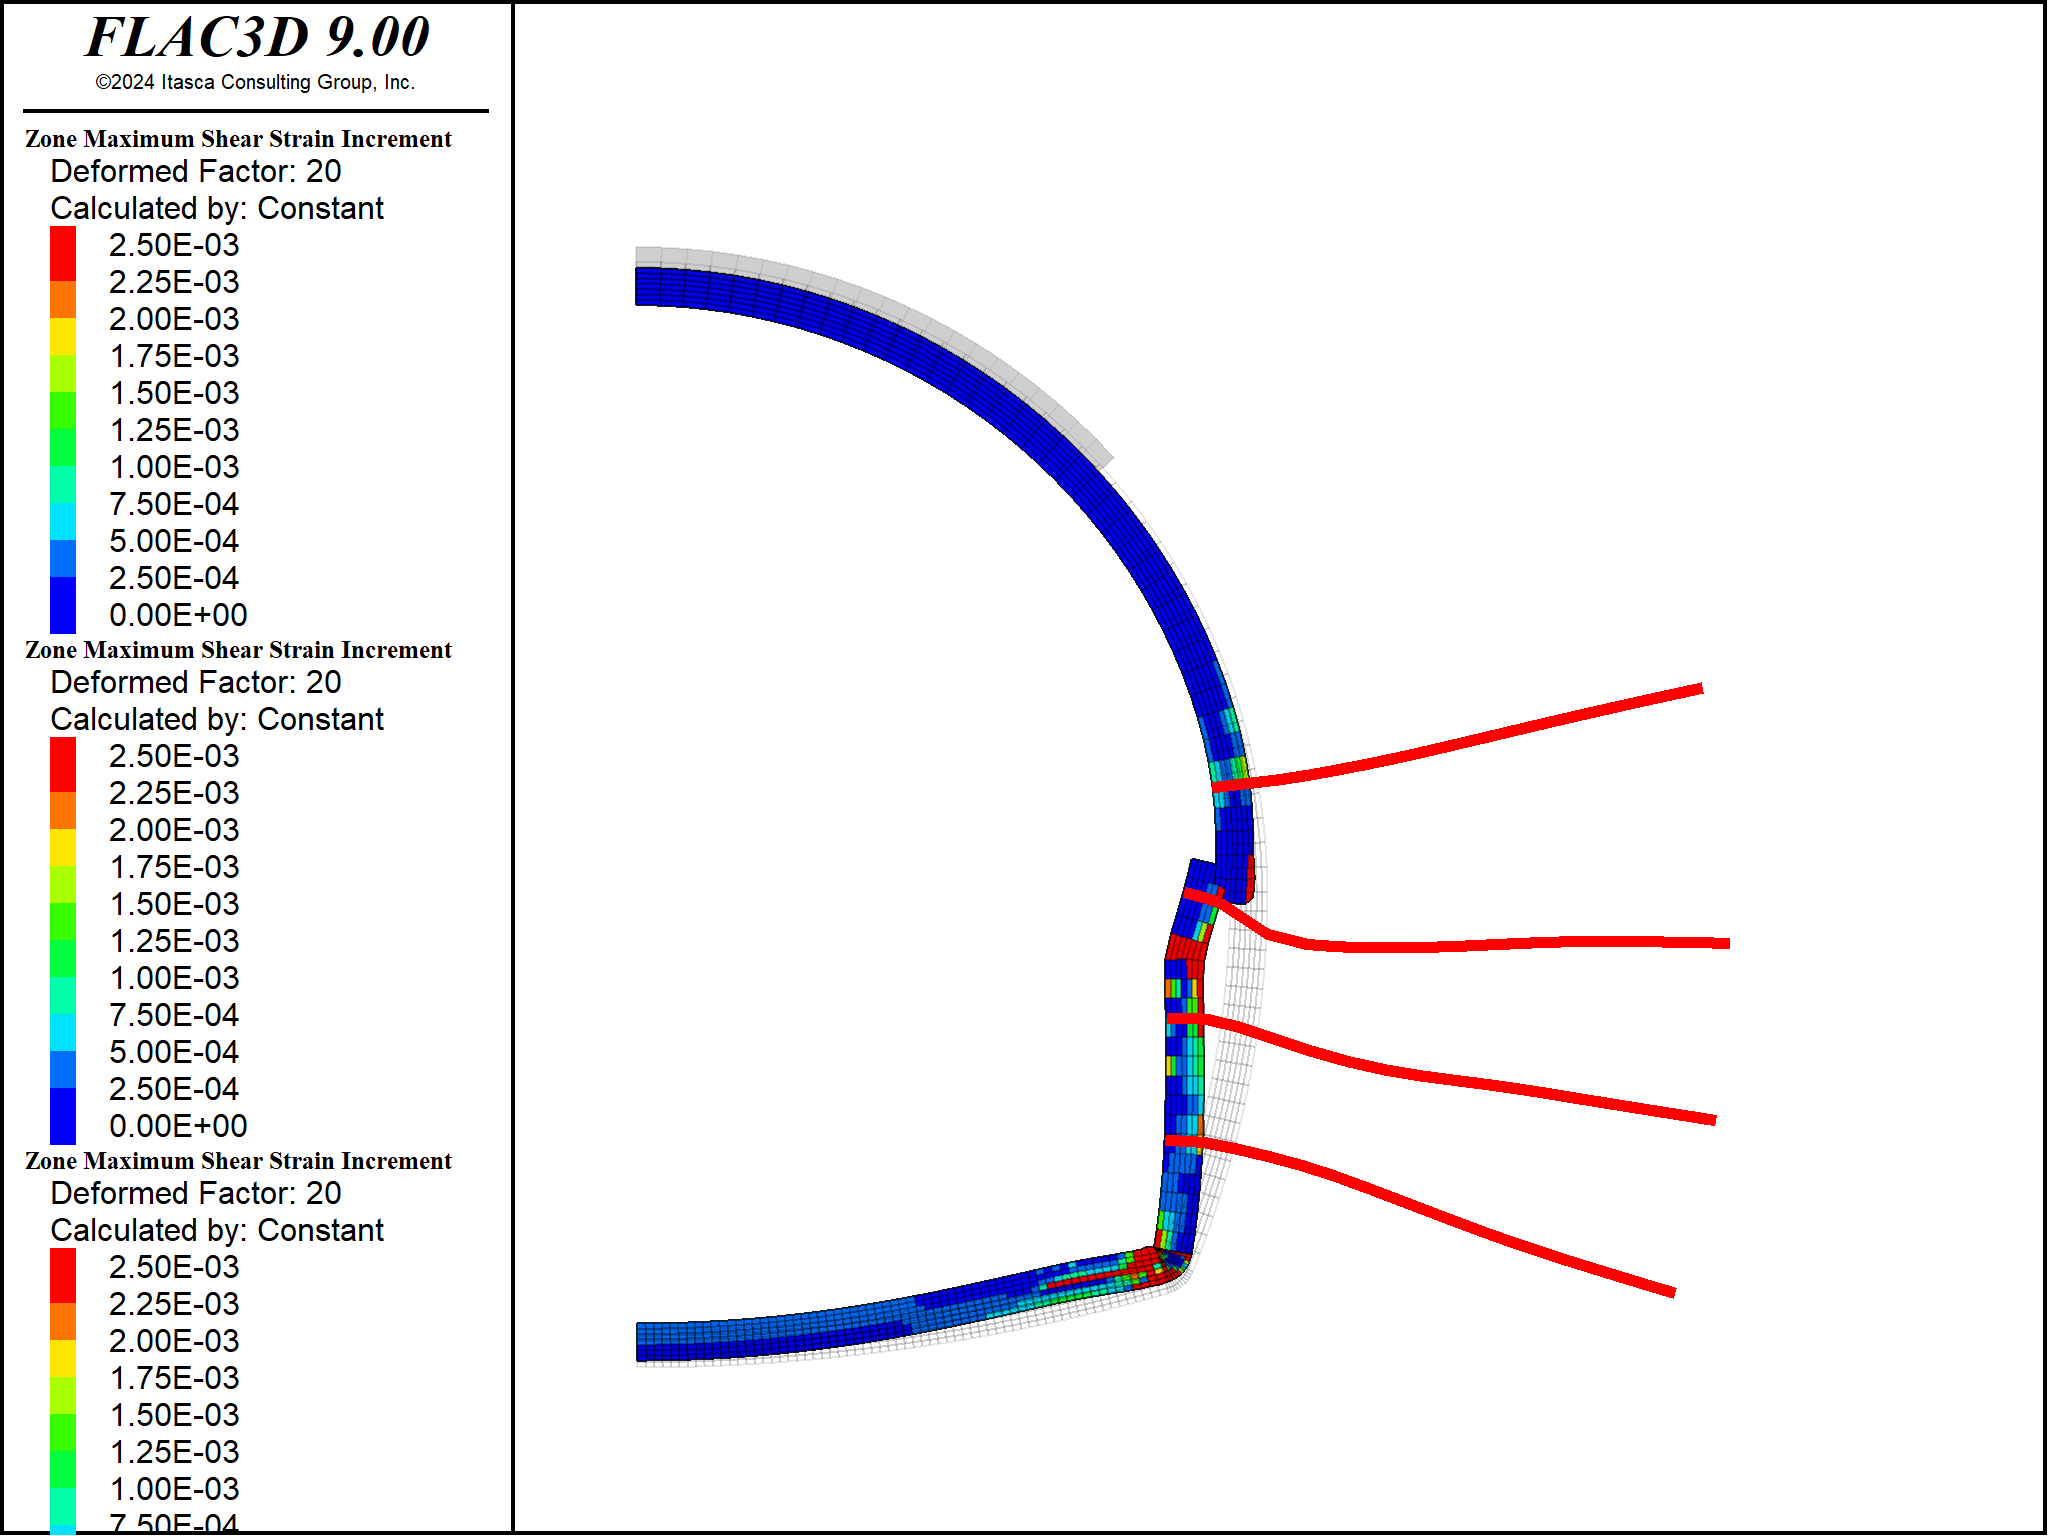 FLAC3D 9.00
©2024 Itasca Consulting Group, Inc.
Zone Maximum Shear Strain Increment
Deformed Factor: 20
Calculated by: Constant
2.50E-03
2.25E-03
2.00E-03
1.75E-03
1.50E-03
1.25E-03
1.00E-03
7.50E-04
5.00E-04
2.50E-04
0.00E+00
Zone Maximum Shear Strain Increment
Deformed Factor: 20
Calculated by: Constant
2.50E-03
2.25E-03
2.00E-03
1.75E-03
1.50E-03
1.25E-03
1.00E-03
7.50E-04
5.00E-04
2.50E-04
0.00E+00
Zone Maximum Shear Strain Increment
Deformed Factor: 20
Calculated by: Constant
2.50E-03
2.25E-03
2.00E-03
1.75E-03
1.50E-03
1.25E-03
1.00E-03
7.50E-04